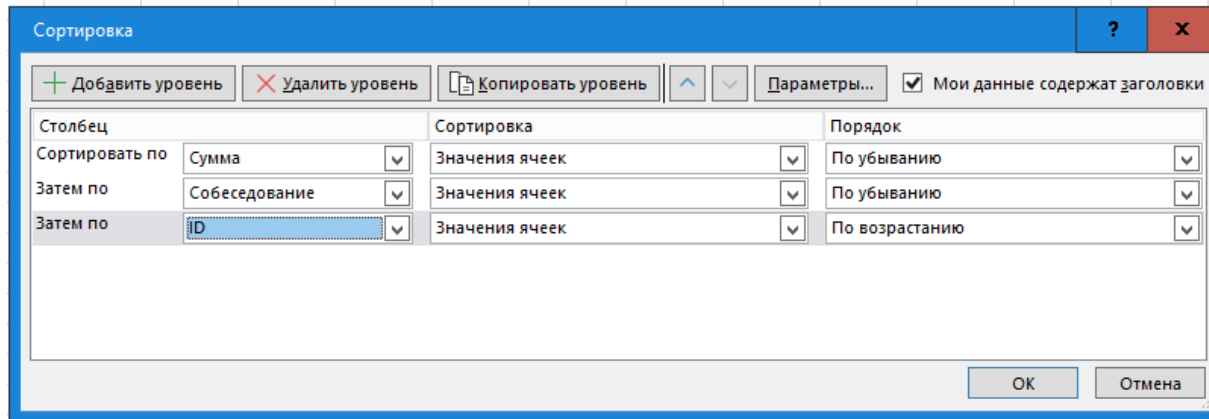 Сортировка ? x
Добавить уровень Удалить уровень Копировать уровень Параметры... Мои данные содержат заголовки
Столбец Сортировка Порядок
Сортировать по Сумма Значения ячеек По убыванию
Затем по Собеседование Значения ячеек По убыванию
Затем по ID Значения ячеек По возрастанию
ОК Отмена